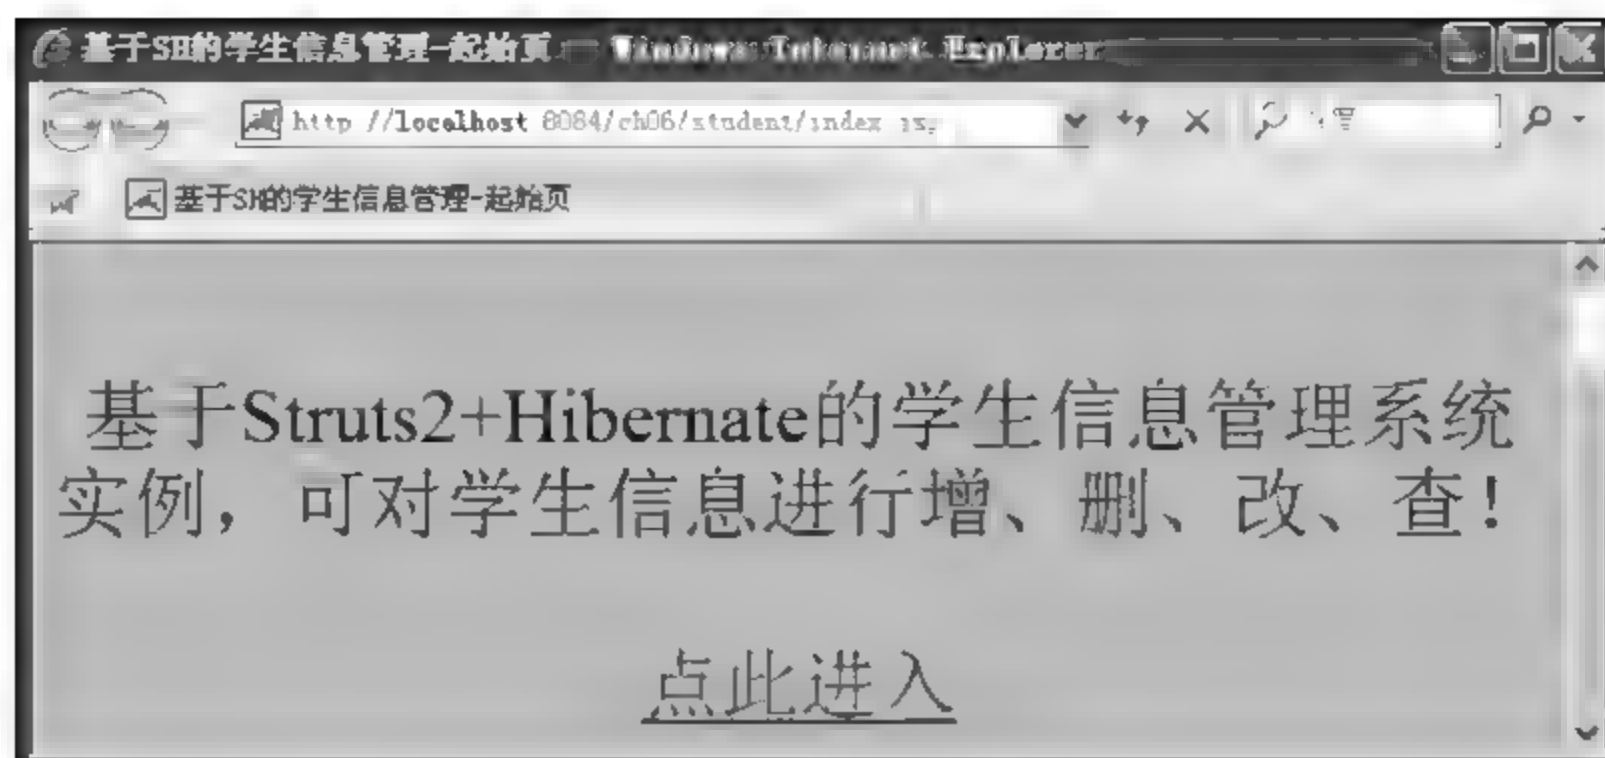 基于SH的学生信息管理-起始页 - Windows Internet Explorer
http //localhost 8084/ch06/student/index
基于SH的学生信息管理-起始页
基于Struts2+Hibernate的学生信息管理系统
实例，可对学生信息进行增、删、改、查！
点此进入